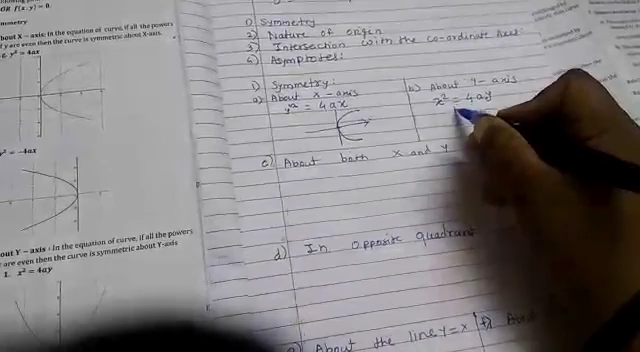 OR f(x,y) = 0.
about X – axis: In the equation of curve, if all the powers
y are even then the curve is symmetric about X-axis.
y² = 4ax
y² = -4ax
out Y – axis : In the equation of curve, if all the powers
are even then the curve is symmetric about Y-axis
1. x² = 4ay
1) Symmetry
2) Nature of origin
3) Intersection with the co-ordinate Axes
4) Asymptotes:
1) Symmetry:
a) About x - axis
y² = 4ax
b) About Y - axis
x² = 4ay
c) About both X and Y
d) In opposite quadrant
About the line Y = x